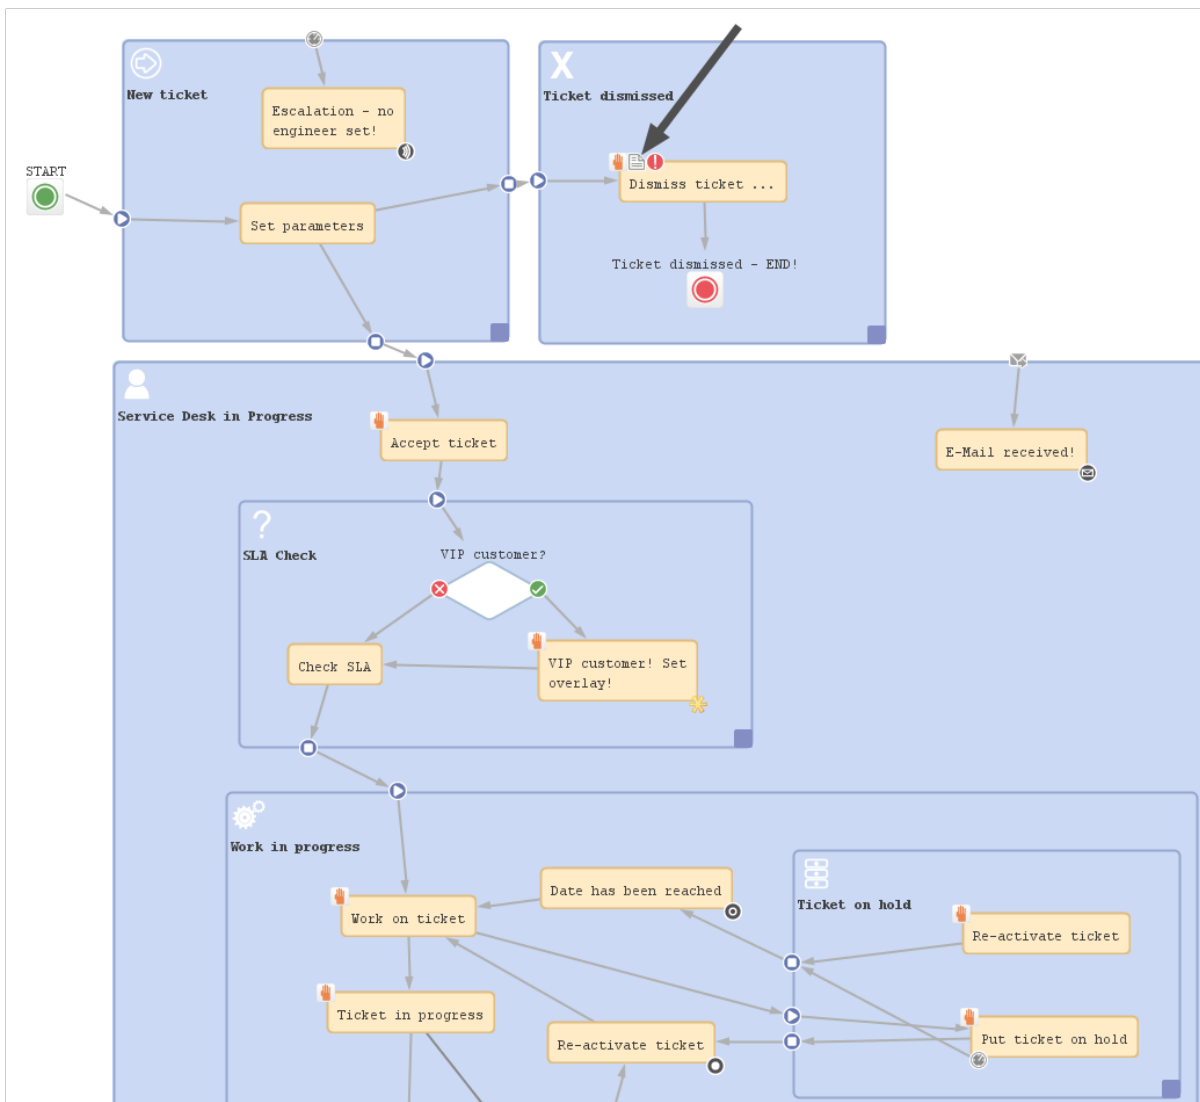 New ticket
Escalation - no
engineer set!
START
Set parameters
X
Ticket dismissed
Dismiss ticket ...
Ticket dismissed - END!
Service Desk in Progress
Accept ticket
E-Mail received!
?
SLA Check
VIP customer?
Check SLA
VIP customer! Set
overlay!
Work in progress
Date has been reached
Work on ticket
Ticket on hold
Re-activate ticket
Ticket in progress
Re-activate ticket
Put ticket on hold